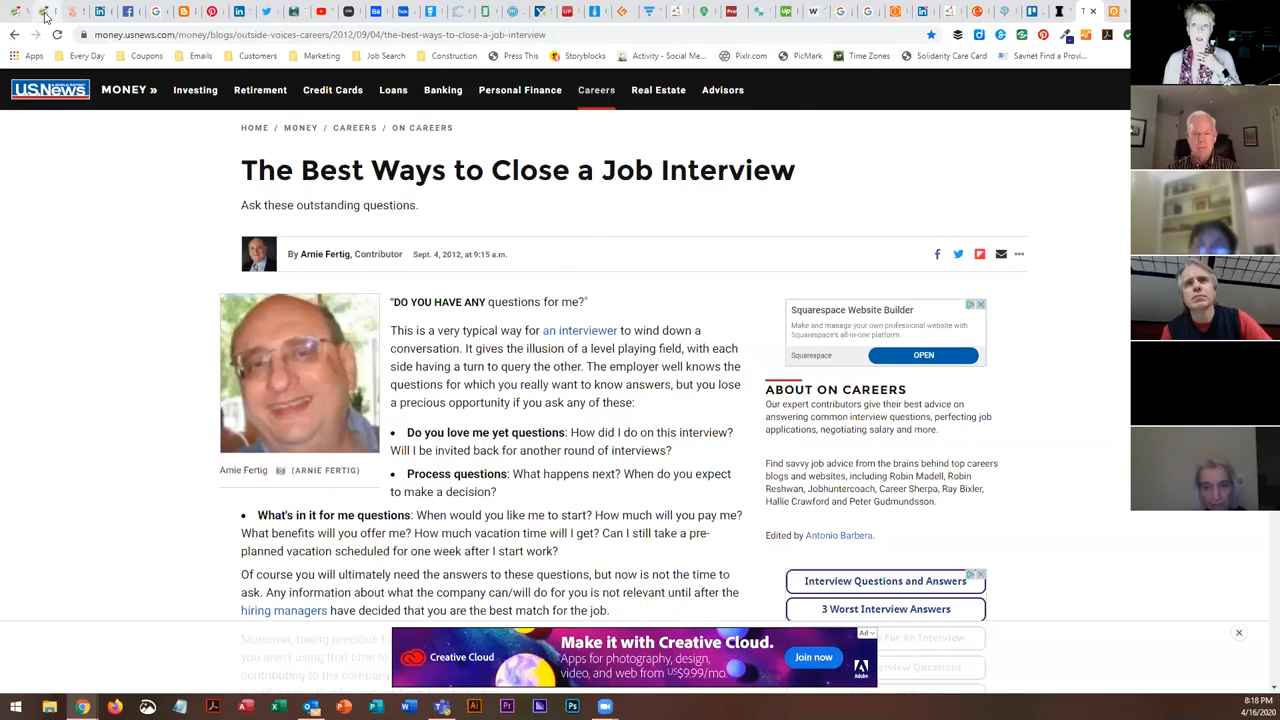 money.usnews.com/money/blogs/outside-voices-careers/2012/09/04/the-best-ways-to-close-a-job-interview
Apps
Every Day
Coupons
Emails
Customers
Marketing
Job Search
Construction
Press This
Storyblocks
Activity - Social Me...
Pixlr.com
PicMark
Time Zones
Solidarity Care Card
Savnet Find a Provi...
U.S.News
MONEY »
Investing
Retirement
Credit Cards
Loans
Banking
Personal Finance
Careers
Real Estate
Advisors
HOME / MONEY / CAREERS / ON CAREERS
The Best Ways to Close a Job Interview
Ask these outstanding questions.
By Arnie Fertig, Contributor Sept. 4, 2012, at 9:15 a.m.
"DO YOU HAVE ANY questions for me?"
This is a very typical way for an interviewer to wind down a
conversation. It gives the illusion of a level playing field, with each
side having a turn to query the other. The employer well knows the
questions for which you really want to know answers, but you lose
a precious opportunity if you ask any of these:
• Do you love me yet questions: How did I do on this interview?
Will I be invited back for another round of interviews?
Arnie Fertig (ARNIE FERTIG)
• Process questions: What happens next? When do you expect
to make a decision?
• What's in it for me questions: When would you like me to start? How much will you pay me?
What benefits will you offer me? How much vacation time will I get? Can I still take a pre-
planned vacation scheduled for one week after I start work?
Of course you will ultimately need the answers to these questions, but now is not the time to
ask. Any information about what the company can/will do for you is not relevant until after the
hiring managers have decided that you are the best match for the job.
Squarespace Website Builder
Make and manage your own professional website with
Squarespace's all-in-one platform.
Squarespace
OPEN
ABOUT ON CAREERS
Our expert contributors give their best advice on
answering common interview questions, perfecting job
applications, negotiating salary and more.
Find savvy job advice from the brains behind top careers
blogs and websites, including Robin Madell, Robin
Reshwan, Jobhuntercoach, Career Sherpa, Ray Bixler,
Hallie Crawford and Peter Gudmundsson.
Edited by Antonio Barbera.
Interview Questions and Answers
3 Worst Interview Answers
For An Interview
Creative Cloud
Make it with Creative Cloud.
Apps for photography, design,
video, and web from US$9.99/mo.
Join now
Ad
Adobe
8:18 PM
4/16/2020